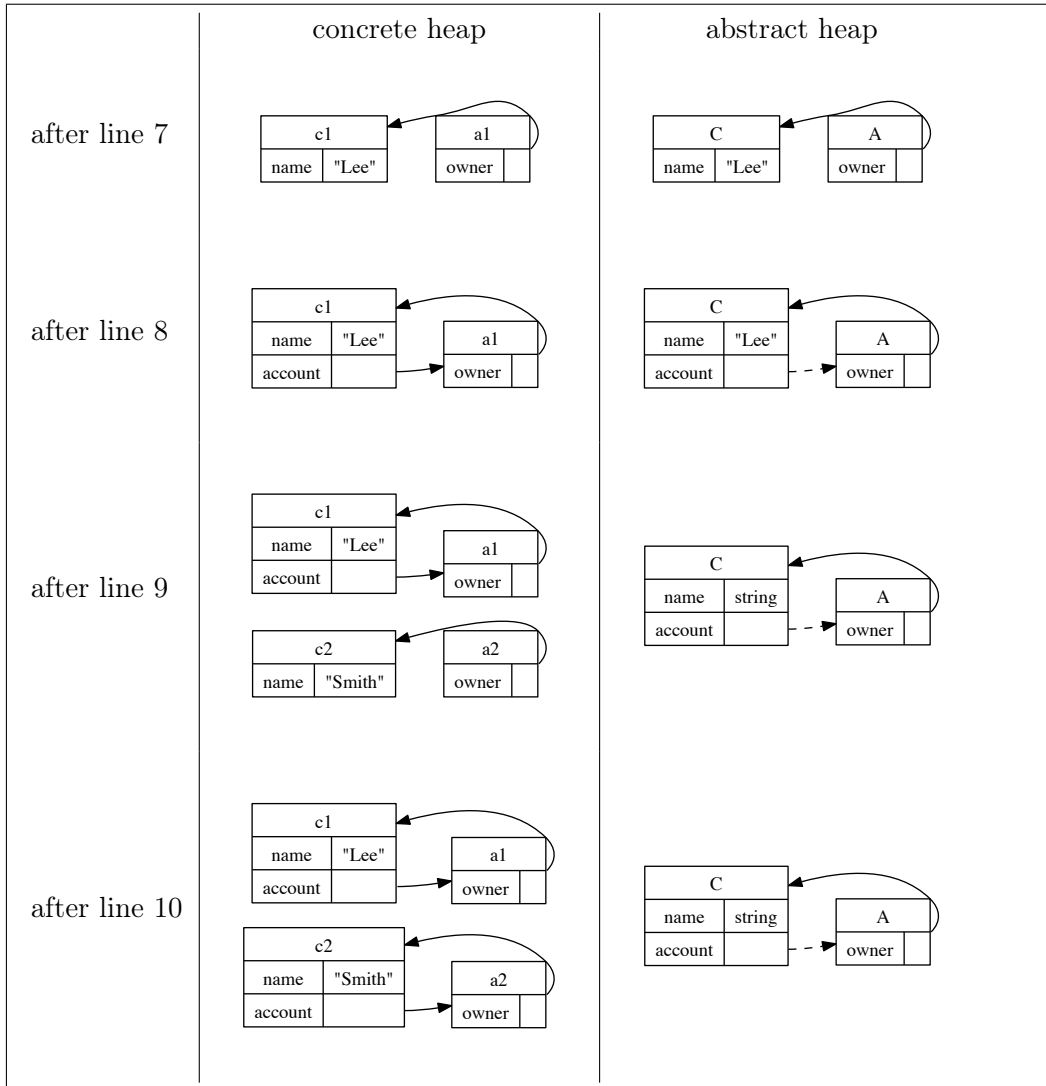 concrete heap abstract heap
after line 7
c1
name "Lee"
a1
owner
C
name "Lee"
A
owner
after line 8
c1
name "Lee"
account
a1
owner
C
name "Lee"
account
A
owner
after line 9
c1
name "Lee"
account
a1
owner
c2
name "Smith"
a2
owner
C
name string
account
A
owner
after line 10
c1
name "Lee"
account
a1
owner
c2
name "Smith"
account
a2
owner
C
name string
account
A
owner